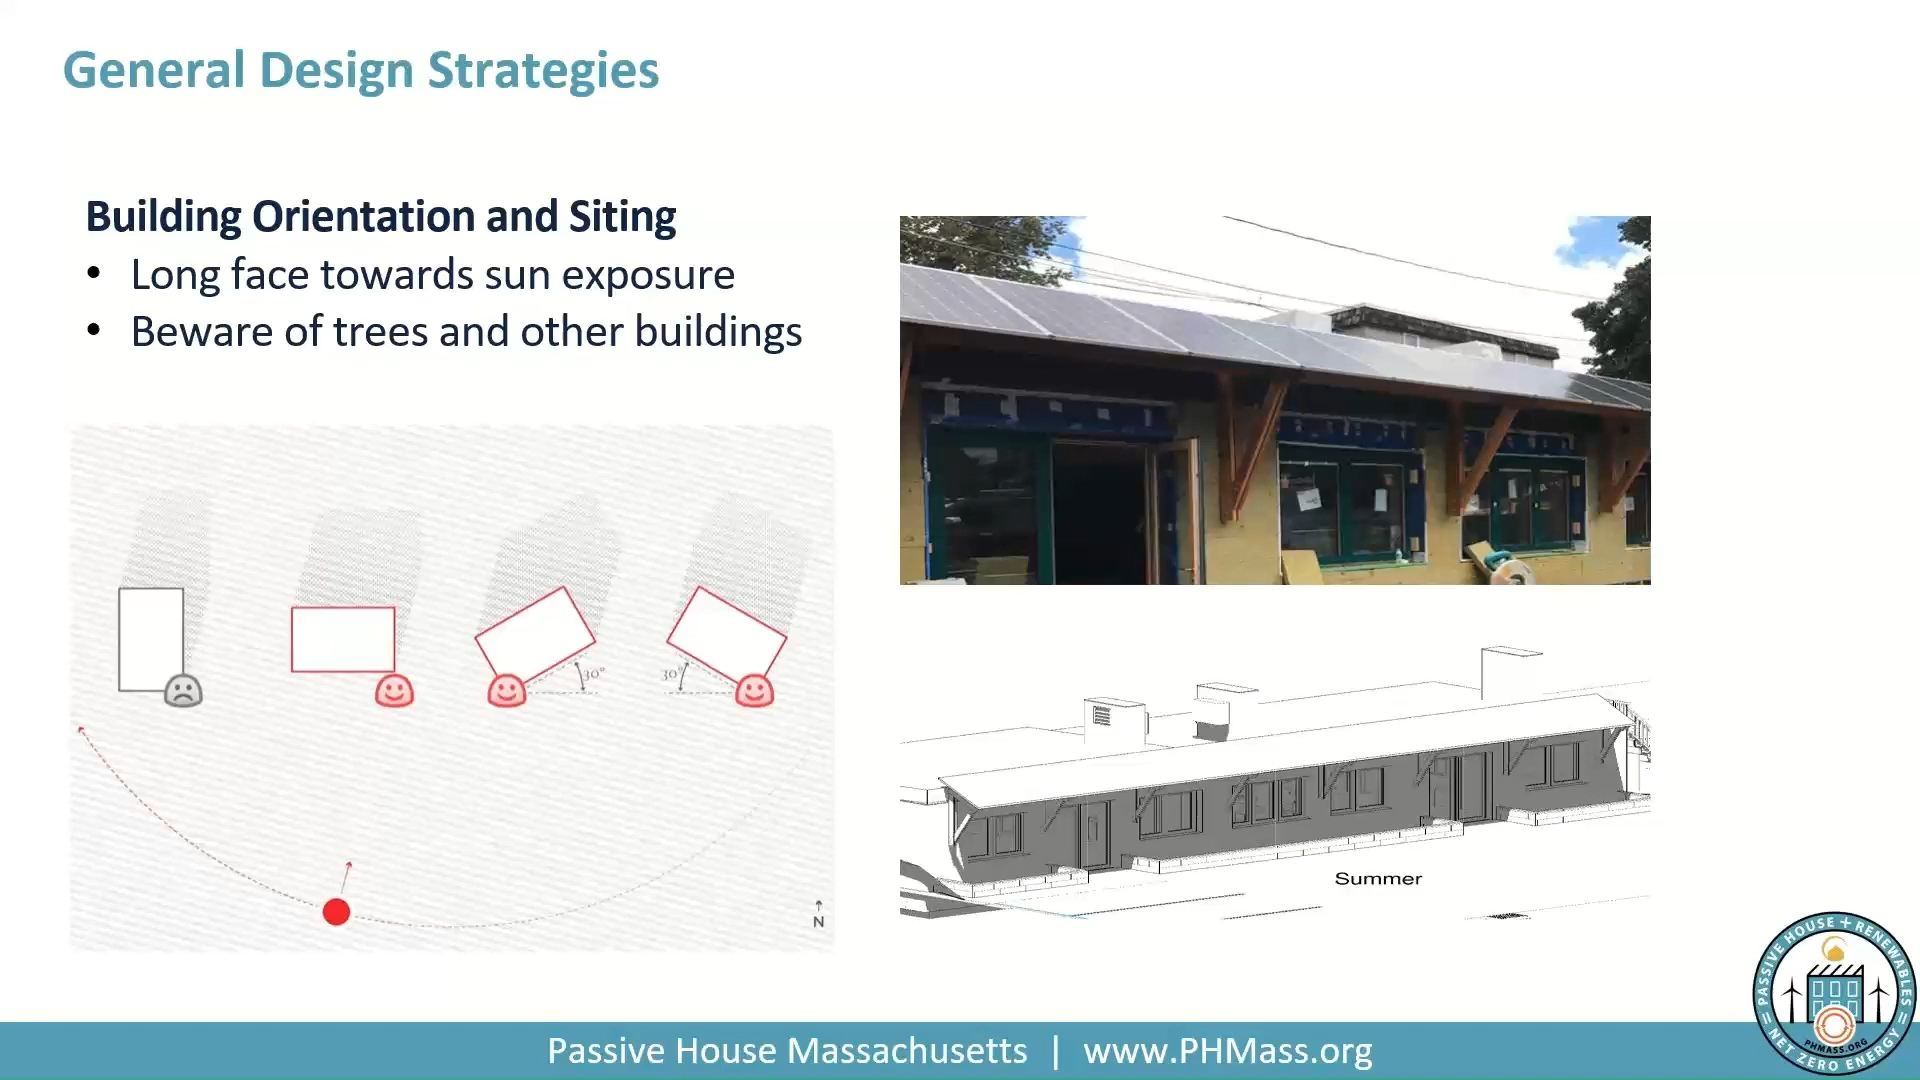 General Design Strategies
Building Orientation and Siting
• Long face towards sun exposure
• Beware of trees and other buildings
30°
30°
N
Summer
PASSIVE HOUSE + RENEWABLES
= NET ZERO ENERGY =
PHMASS.ORG
Passive House Massachusetts | www.PHMass.org